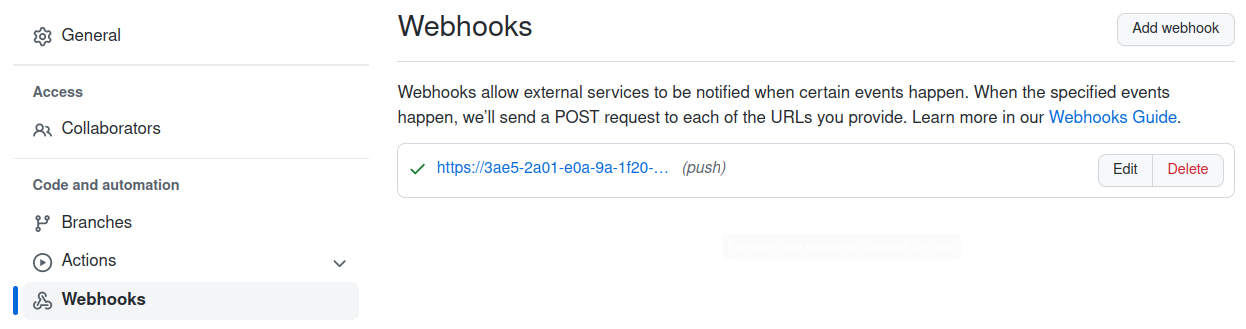 General
Access
Collaborators
Code and automation
Branches
Actions
Webhooks
Webhooks
Add webhook
Webhooks allow external services to be notified when certain events happen. When the specified events
happen, we’ll send a POST request to each of the URLs you provide. Learn more in our Webhooks Guide.
https://3ae5-2a01-e0a-9a-1f20-… (push)
Edit
Delete